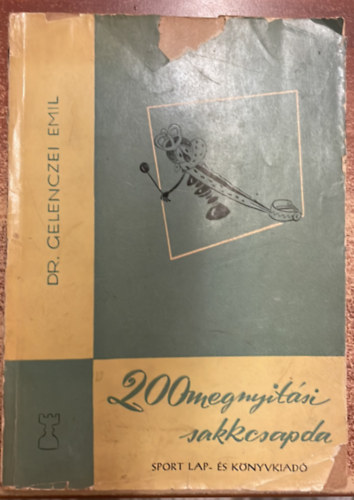 DR. GELENCZEI EMIL
200 megnyitási
sakkcsapda
SPORT LAP- ÉS KÖNYVKIADÓ